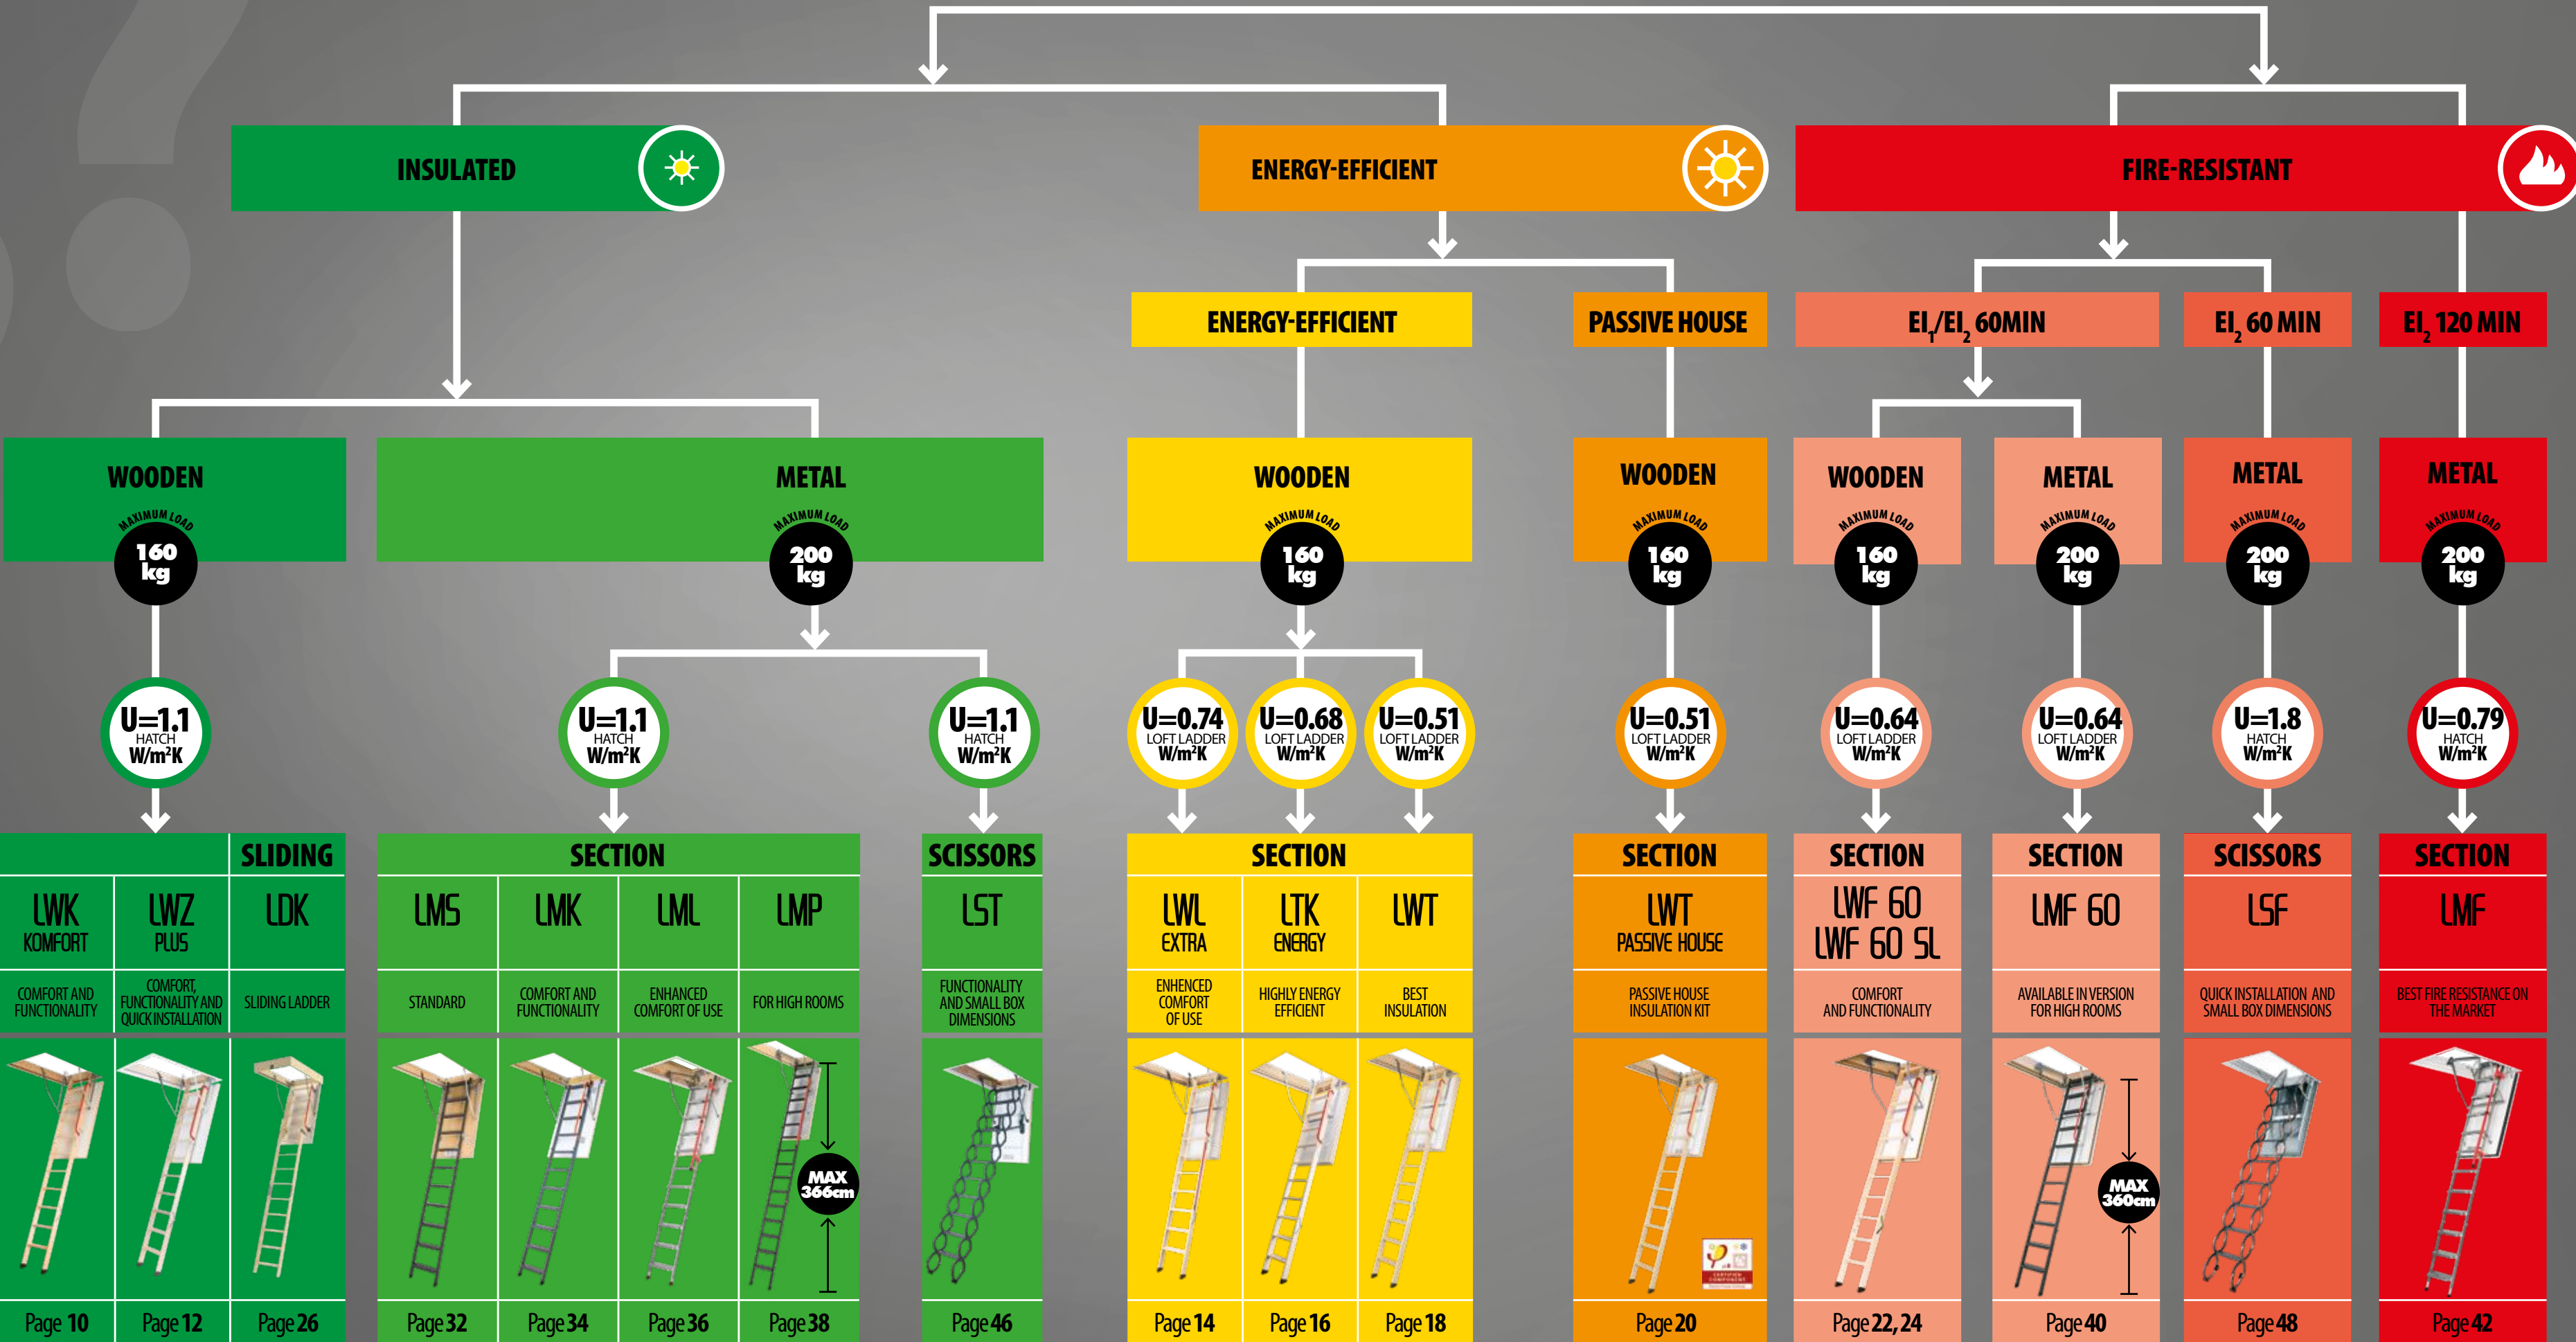 INSULATED
ENERGY-EFFICIENT
FIRE-RESISTANT
ENERGY-EFFICIENT
PASSIVE HOUSE
EI₁/EI₂ 60MIN
EI₂ 60 MIN
EI₂ 120 MIN
WOODEN
MAXIMUM LOAD
160
kg
METAL
MAXIMUM LOAD
200
kg
WOODEN
MAXIMUM LOAD
160
kg
WOODEN
MAXIMUM LOAD
160
kg
WOODEN
MAXIMUM LOAD
160
kg
METAL
MAXIMUM LOAD
200
kg
METAL
MAXIMUM LOAD
200
kg
METAL
MAXIMUM LOAD
200
kg
U=1.1
HATCH
W/m²K
U=1.1
HATCH
W/m²K
U=1.1
HATCH
W/m²K
U=0.74
LOFT LADDER
W/m²K
U=0.68
LOFT LADDER
W/m²K
U=0.51
LOFT LADDER
W/m²K
U=0.51
LOFT LADDER
W/m²K
U=0.64
LOFT LADDER
W/m²K
U=0.64
LOFT LADDER
W/m²K
U=1.8
HATCH
W/m²K
U=0.79
HATCH
W/m²K
SLIDING
SECTION
SCISSORS
SECTION
SECTION
SECTION
SECTION
SCISSORS
SECTION
LWK
KOMFORT
LWZ
PLUS
LDK
LMS
LMK
LML
LMP
LST
LWL
EXTRA
LTK
ENERGY
LWT
LWT
PASSIVE HOUSE
LWF 60
LWF 60 SL
LMF 60
LSF
LMF
COMFORT AND
FUNCTIONALITY
COMFORT,
FUNCTIONALITY AND
QUICK INSTALLATION
SLIDING LADDER
STANDARD
COMFORT AND
FUNCTIONALITY
ENHANCED
COMFORT OF USE
FOR HIGH ROOMS
FUNCTIONALITY
AND SMALL BOX
DIMENSIONS
ENHENCED
COMFORT
OF USE
HIGHLY ENERGY
EFFICIENT
BEST
INSULATION
PASSIVE HOUSE
INSULATION KIT
COMFORT
AND FUNCTIONALITY
AVAILABLE IN VERSION
FOR HIGH ROOMS
QUICK INSTALLATION AND
SMALL BOX DIMENSIONS
BEST FIRE RESISTANCE ON
THE MARKET
MAX
366cm
CERTIFIED
COMPONENT
MAX
360cm
Page 10
Page 12
Page 26
Page 32
Page 34
Page 36
Page 38
Page 46
Page 14
Page 16
Page 18
Page 20
Page 22, 24
Page 40
Page 48
Page 42